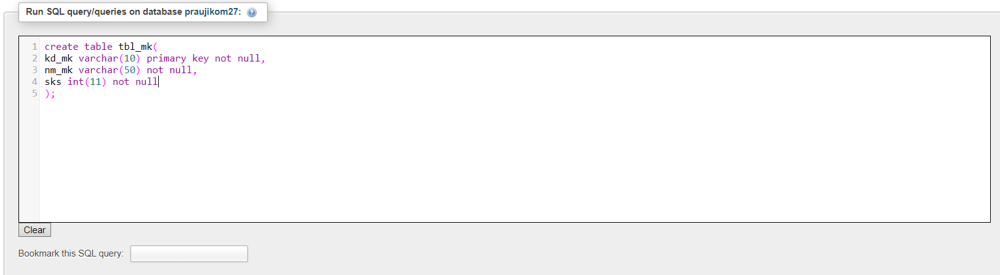 Run SQL query/queries on database praujikom27:
1 create table tbl_mk(
2 kd_mk varchar(10) primary key not null,
3 nm_mk varchar(50) not null,
4 sks int(11) not null
5 );
Clear
Bookmark this SQL query: